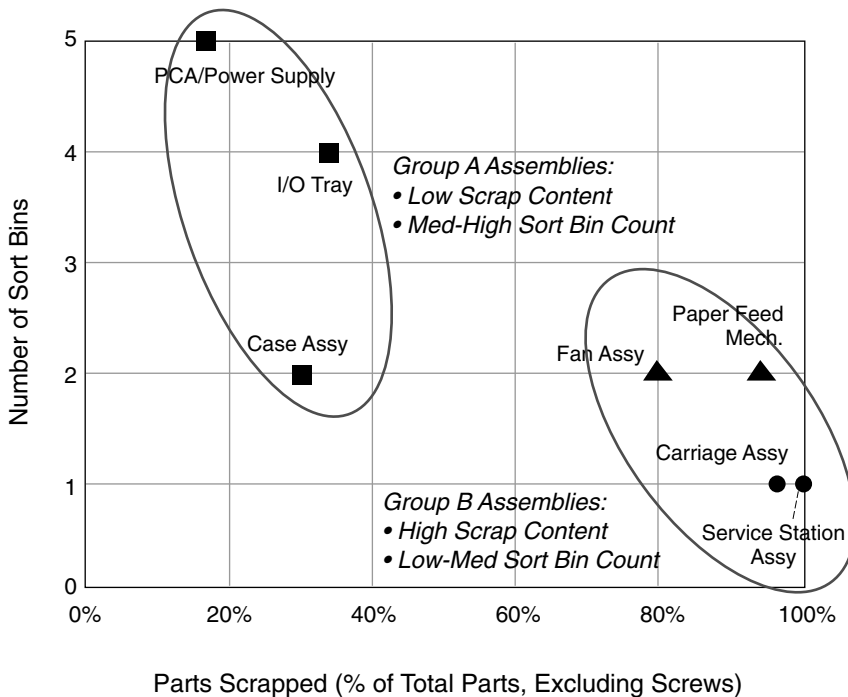 Number of Sort Bins
5
4
3
2
1
0
PCA/Power Supply
I/O Tray
Case Assy
Group A Assemblies:
• Low Scrap Content
• Med-High Sort Bin Count
Paper Feed
Mech.
Fan Assy
Carriage Assy
Service Station
Assy
Group B Assemblies:
• High Scrap Content
• Low-Med Sort Bin Count
0%
20%
40%
60%
80%
100%
Parts Scrapped (% of Total Parts, Excluding Screws)